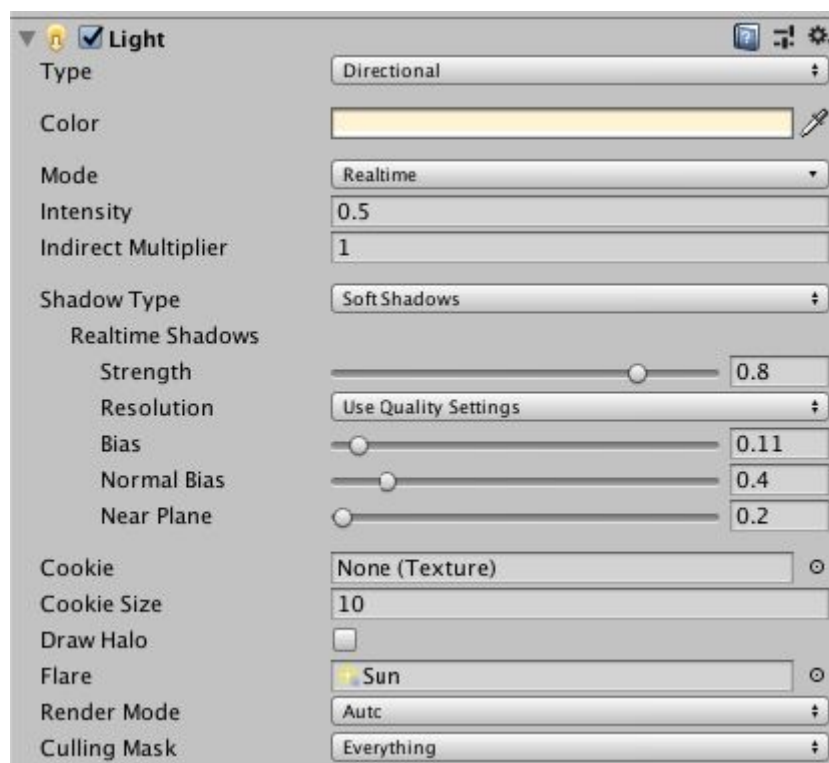 Light
Type Directional
Color
Mode Realtime
Intensity 0.5
Indirect Multiplier 1
Shadow Type Soft Shadows
Realtime Shadows
Strength 0.8
Resolution Use Quality Settings
Bias 0.11
Normal Bias 0.4
Near Plane 0.2
Cookie None (Texture)
Cookie Size 10
Draw Halo
Flare Sun
Render Mode Autc
Culling Mask Everything